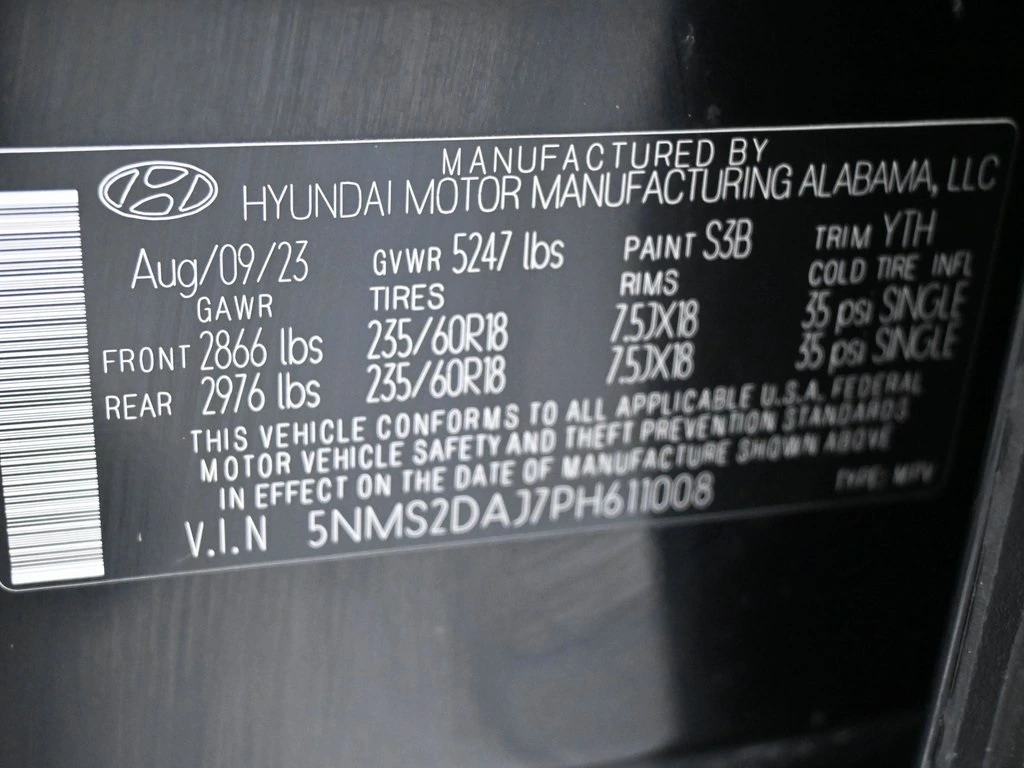 MANUFACTURED BY
HYUNDAI MOTOR MANUFACTURING ALABAMA, LLC
Aug/09/23 GVWR 5247 lbs PAINT S3B TRIM YTH
GAWR TIRES RIMS COLD TIRE INFL
FRONT 2866 lbs 235/60R18 7.5JX18 35 psi SINGLE
REAR 2976 lbs 235/60R18 7.5JX18 35 psi SINGLE
THIS VEHICLE CONFORMS TO ALL APPLICABLE U.S.A. FEDERAL
MOTOR VEHICLE SAFETY AND THEFT PREVENTION STANDARDS
IN EFFECT ON THE DATE OF MANUFACTURE SHOWN ABOVE
V.I.N 5NMS2DAJ7PH611008
TYPE: MPV